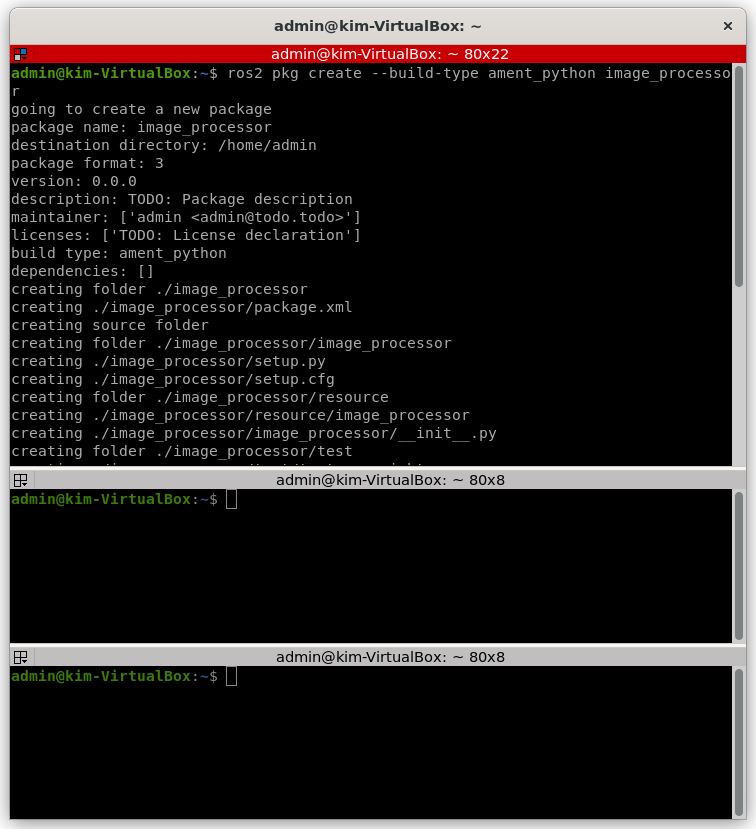 admin@kim-VirtualBox: ~
admin@kim-VirtualBox: ~ 80x22
admin@kim-VirtualBox:~$ ros2 pkg create --build-type ament_python image_processo
r
going to create a new package
package name: image_processor
destination directory: /home/admin
package format: 3
version: 0.0.0
description: TODO: Package description
maintainer: ['admin <admin@todo.todo>']
licenses: ['TODO: License declaration']
build type: ament_python
dependencies: []
creating folder ./image_processor
creating ./image_processor/package.xml
creating source folder
creating folder ./image_processor/image_processor
creating ./image_processor/setup.py
creating ./image_processor/setup.cfg
creating folder ./image_processor/resource
creating ./image_processor/resource/image_processor
creating ./image_processor/image_processor/__init__.py
creating folder ./image_processor/test
admin@kim-VirtualBox: ~ 80x8
admin@kim-VirtualBox:~$
admin@kim-VirtualBox: ~ 80x8
admin@kim-VirtualBox:~$